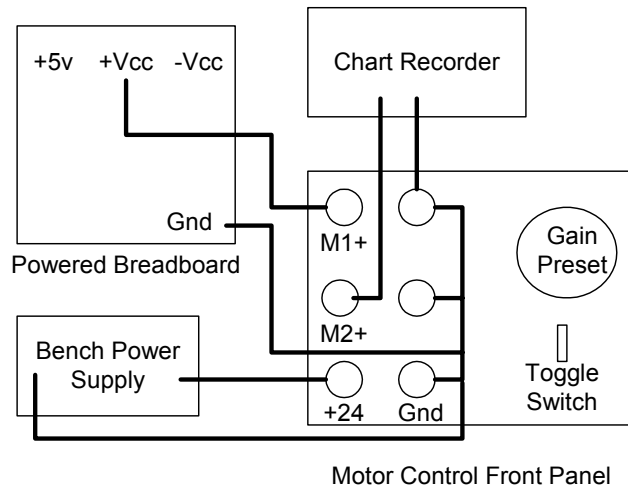 +5v +Vcc -Vcc
Gnd
Powered Breadboard
Chart Recorder
M1+
M2+
+24 Gnd
Gain
Preset
Toggle
Switch
Bench Power
Supply
Motor Control Front Panel